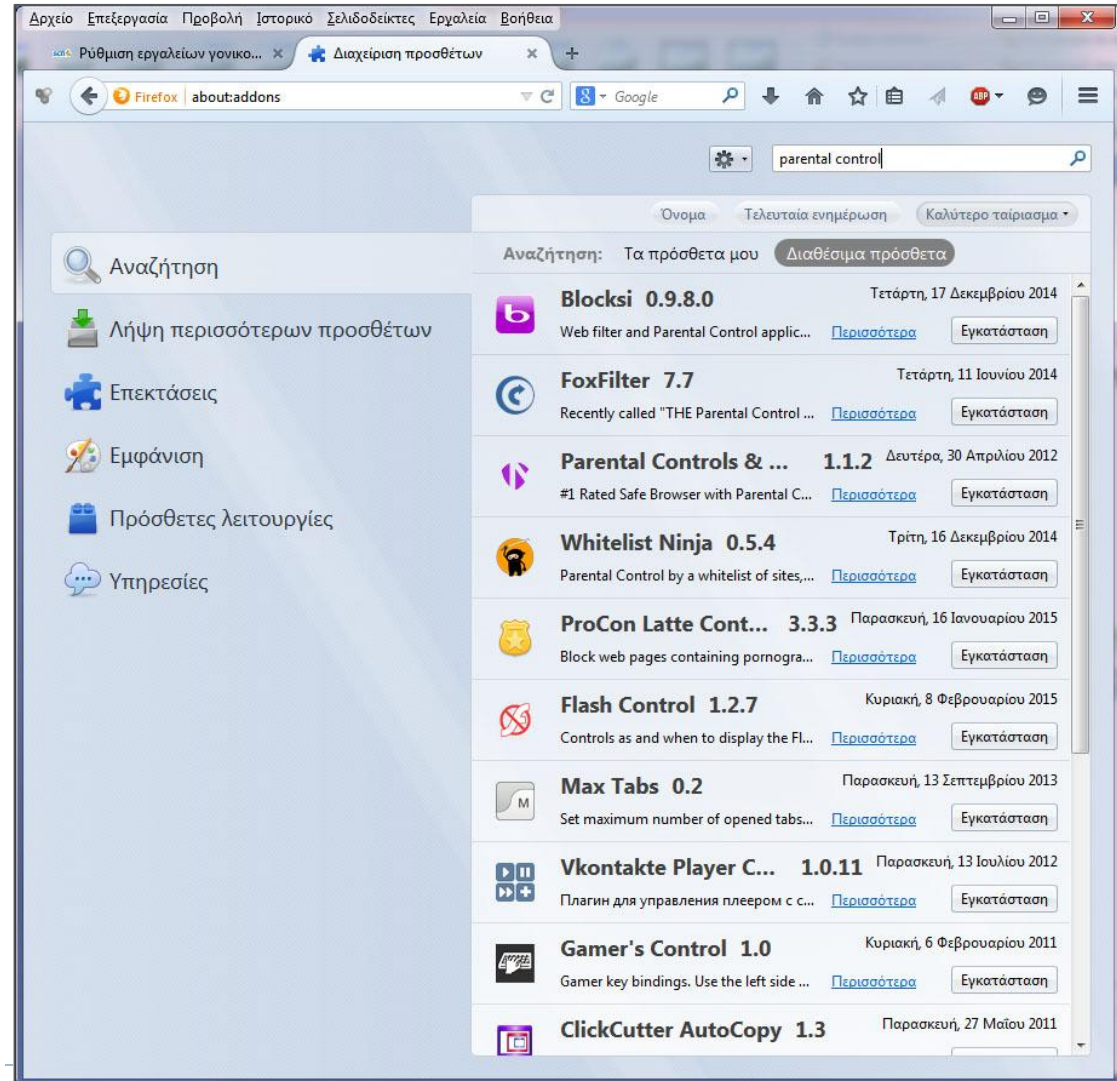 Αρχείο Επεξεργασία Προβολή Ιστορικό Σελιδοδείκτες Εργαλεία Βοήθεια
Ρύθμιση εργαλείων γονικο... × Διαχείριση προσθέτων × +
Firefox about:addons Google ABP
parental control
Όνομα Τελευταία ενημέρωση Καλύτερο ταίριασμα
Αναζήτηση: Τα πρόσθετα μου Διαθέσιμα πρόσθετα
Αναζήτηση
Λήψη περισσότερων προσθέτων
Επεκτάσεις
Εμφάνιση
Πρόσθετες λειτουργίες
Υπηρεσίες
Blocksi 0.9.8.0 Τετάρτη, 17 Δεκεμβρίου 2014
Web filter and Parental Control applic... Περισσότερα Εγκατάσταση
FoxFilter 7.7 Τετάρτη, 11 Ιουνίου 2014
Recently called "THE Parental Control ... Περισσότερα Εγκατάσταση
Parental Controls & ... 1.1.2 Δευτέρα, 30 Απριλίου 2012
#1 Rated Safe Browser with Parental C... Περισσότερα Εγκατάσταση
Whitelist Ninja 0.5.4 Τρίτη, 16 Δεκεμβρίου 2014
Parental Control by a whitelist of sites,... Περισσότερα Εγκατάσταση
ProCon Latte Cont... 3.3.3 Παρασκευή, 16 Ιανουαρίου 2015
Block web pages containing pornogra... Περισσότερα Εγκατάσταση
Flash Control 1.2.7 Κυριακή, 8 Φεβρουαρίου 2015
Controls as and when to display the Fl... Περισσότερα Εγκατάσταση
Max Tabs 0.2 Παρασκευή, 13 Σεπτεμβρίου 2013
Set maximum number of opened tabs... Περισσότερα Εγκατάσταση
Vkontakte Player C... 1.0.11 Παρασκευή, 13 Ιουλίου 2012
Плагин для управления плеером с с... Περισσότερα Εγκατάσταση
Gamer's Control 1.0 Κυριακή, 6 Φεβρουαρίου 2011
Gamer key bindings. Use the left side ... Περισσότερα Εγκατάσταση
ClickCutter AutoCopy 1.3 Παρασκευή, 27 Μαΐου 2011